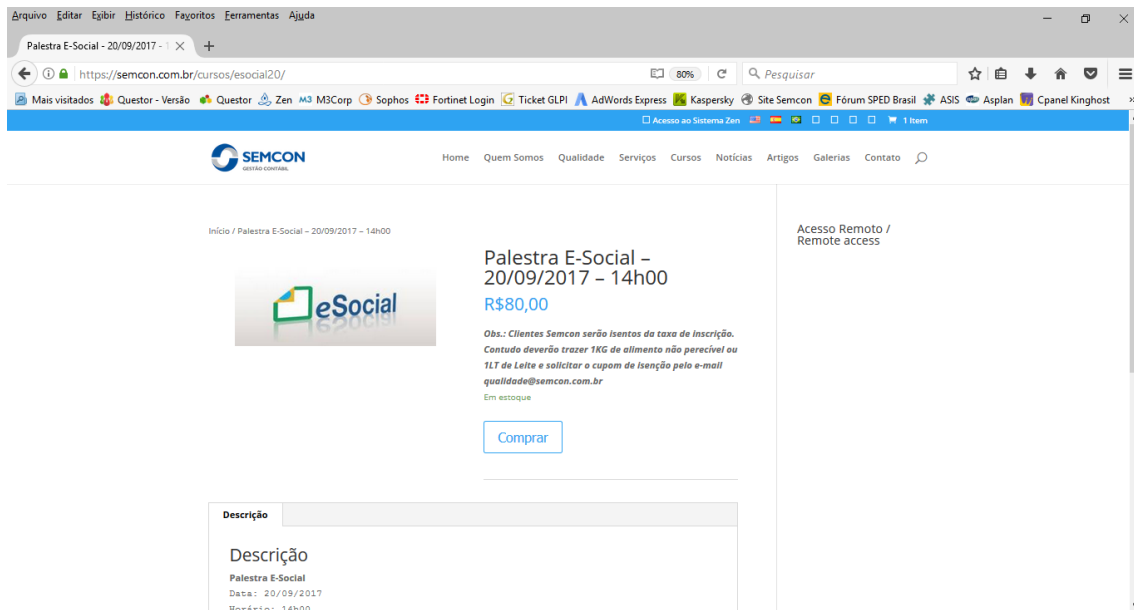 Arquivo Editar Exibir Histórico Favoritos Ferramentas Ajuda
Palestra E-Social - 20/09/2017 - 1
https://semcon.com.br/cursos/esocial20/
80%
Pesquisar
Mais visitados Questor - Versão Questor Zen M3 M3Corp Sophos Fortinet Login Ticket GLPI AdWords Express Kaspersky Site Semcon Fórum SPED Brasil ASIS Asplan Cpanel Kinghost
Acesso ao Sistema Zen 1 Item
SEMCON
GESTÃO CONTÁBIL
Home Quem Somos Qualidade Serviços Cursos Notícias Artigos Galerias Contato
Início / Palestra E-Social – 20/09/2017 – 14h00
eSocial
Palestra E-Social –
20/09/2017 – 14h00
R$80,00
Obs.: Clientes Semcon serão isentos da taxa de inscrição.
Contudo deverão trazer 1KG de alimento não perecível ou
1LT de Leite e solicitar o cupom de isenção pelo e-mail
qualidade@semcon.com.br
Em estoque
Comprar
Acesso Remoto /
Remote access
Descrição
Descrição
Palestra E-Social
Data: 20/09/2017
Horário: 14h00